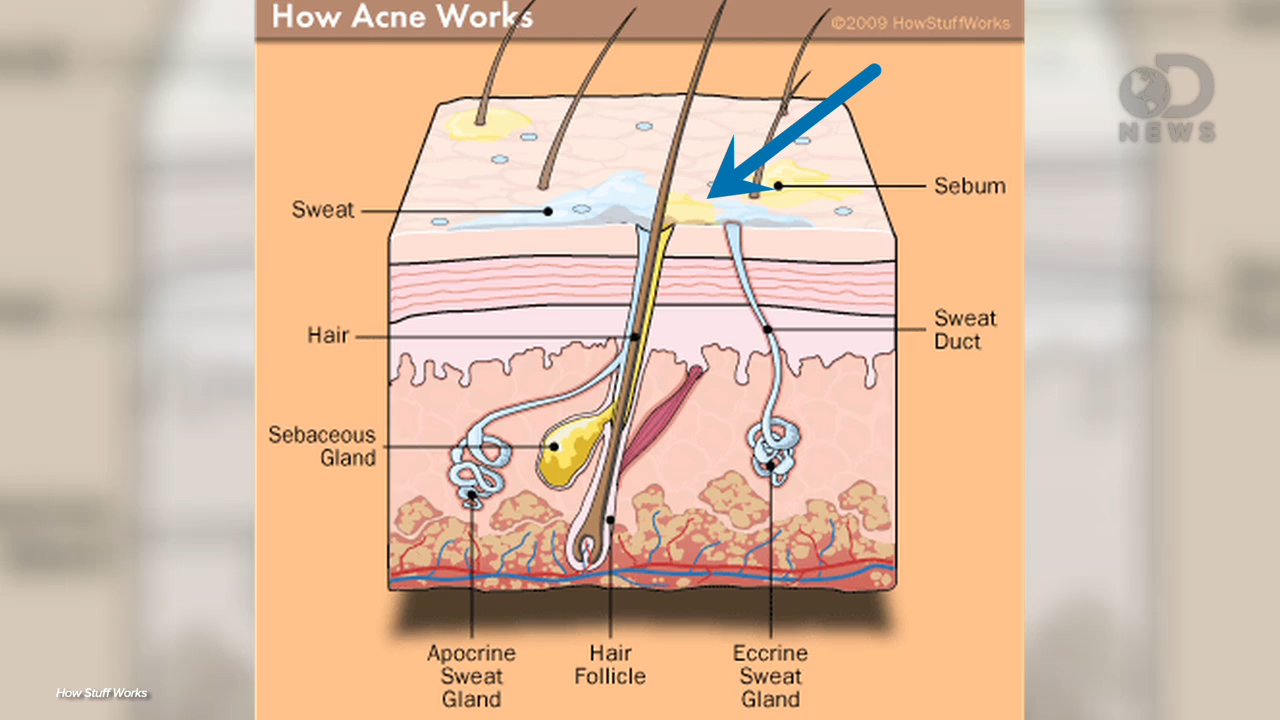 How Acne Works
©2009 HowStuffWorks
D
NEWS
Sebum
Sweat
Sweat
Duct
Hair
Sebaceous
Gland
Apocrine
Sweat
Gland
Hair
Follicle
Eccrine
Sweat
Gland
How Stuff Works